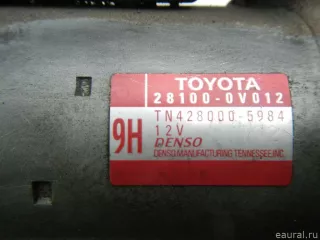 TOYOTA
28100-0V012
TN428000-5984
9H
12V
DENSO
DENSO MANUFACTURING TENNESSEE,INC.
eaural.ru